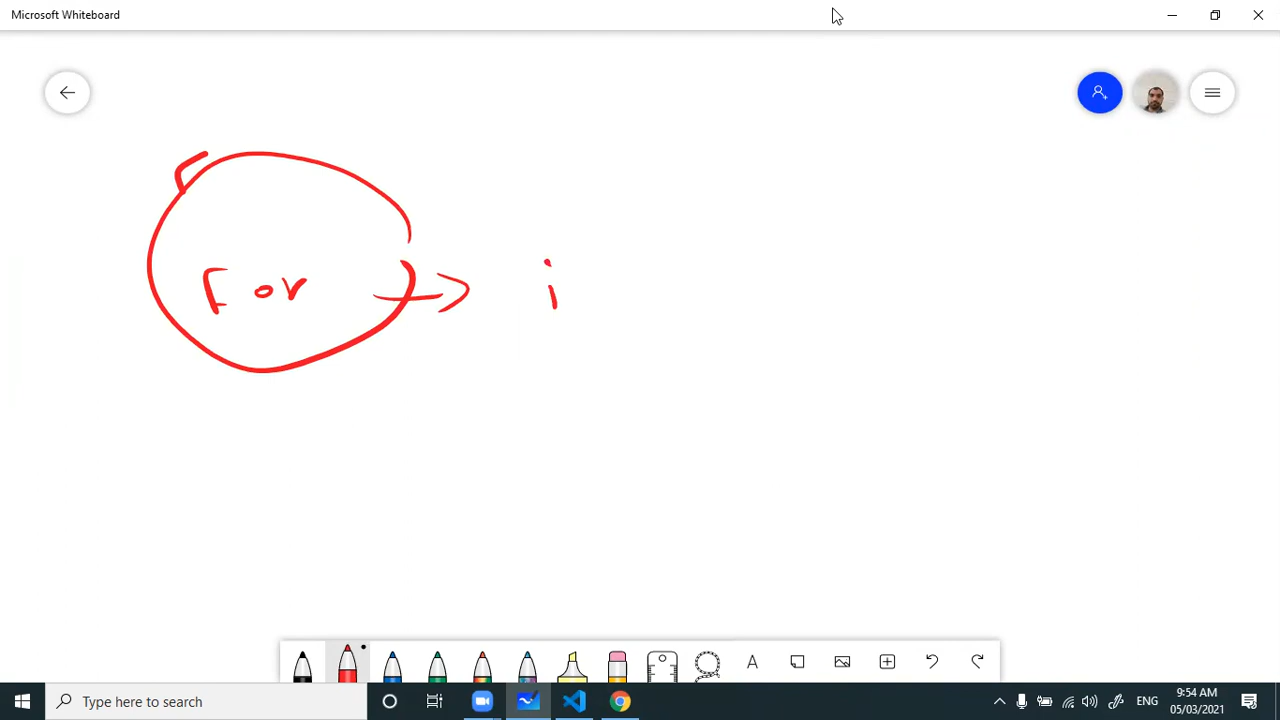 Microsoft Whiteboard
For → i
A
Type here to search
ENG
9:54 AM
05/03/2021